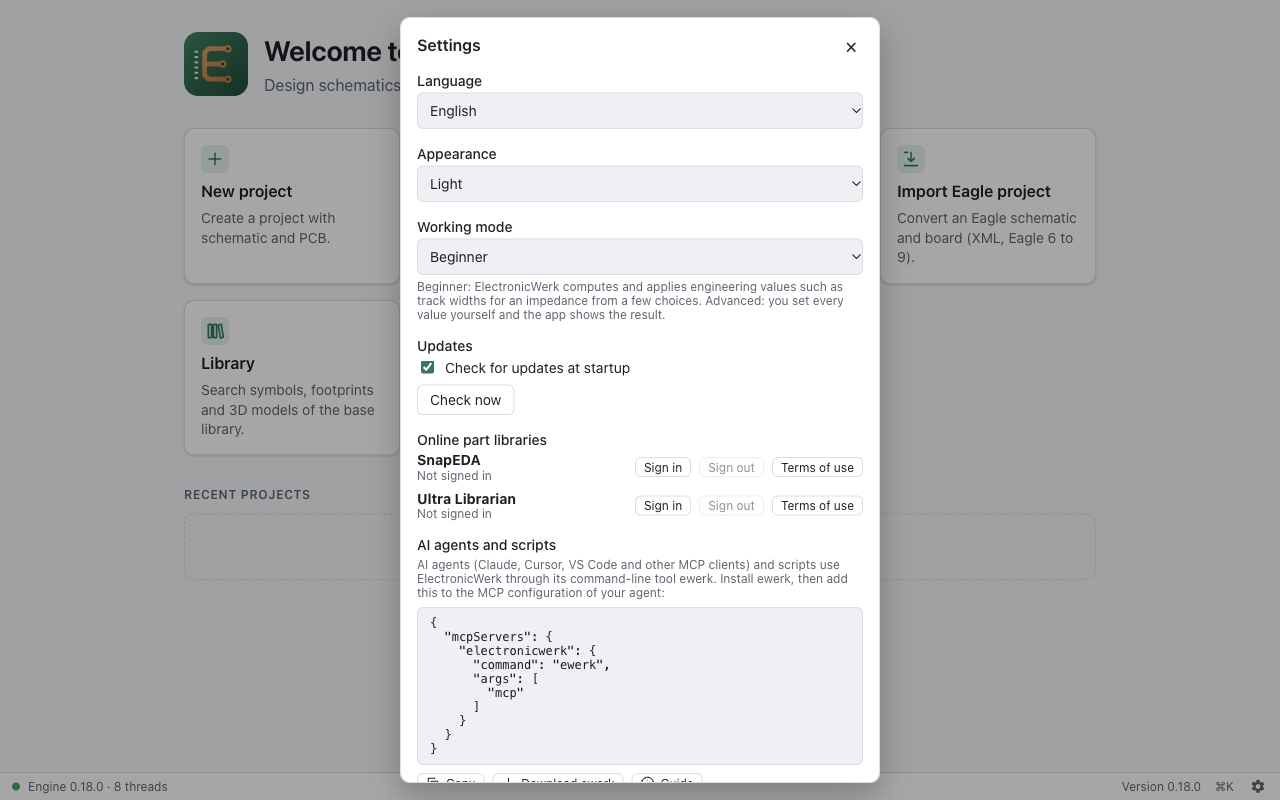 Welcome to
Design schematics
New project
Create a project with
schematic and PCB.
Import Eagle project
Convert an Eagle schematic
and board (XML, Eagle 6 to
9).
Library
Search symbols, footprints
and 3D models of the base
library.
RECENT PROJECTS
Settings
Language
English
Appearance
Light
Working mode
Beginner
Beginner: ElectronicWerk computes and applies engineering values such as
track widths for an impedance from a few choices. Advanced: you set every
value yourself and the app shows the result.
Updates
Check for updates at startup
Check now
Online part libraries
SnapEDA
Not signed in
Sign in
Sign out
Terms of use
Ultra Librarian
Not signed in
Sign in
Sign out
Terms of use
AI agents and scripts
AI agents (Claude, Cursor, VS Code and other MCP clients) and scripts use
ElectronicWerk through its command-line tool ewerk. Install ewerk, then add
this to the MCP configuration of your agent:
{
"mcpServers": {
"electronicwerk": {
"command": "ewerk",
"args": [
"mcp"
]
}
}
}
Copy
Download ewerk
Guide
Engine 0.18.0 · 8 threads
Version 0.18.0
⌘K